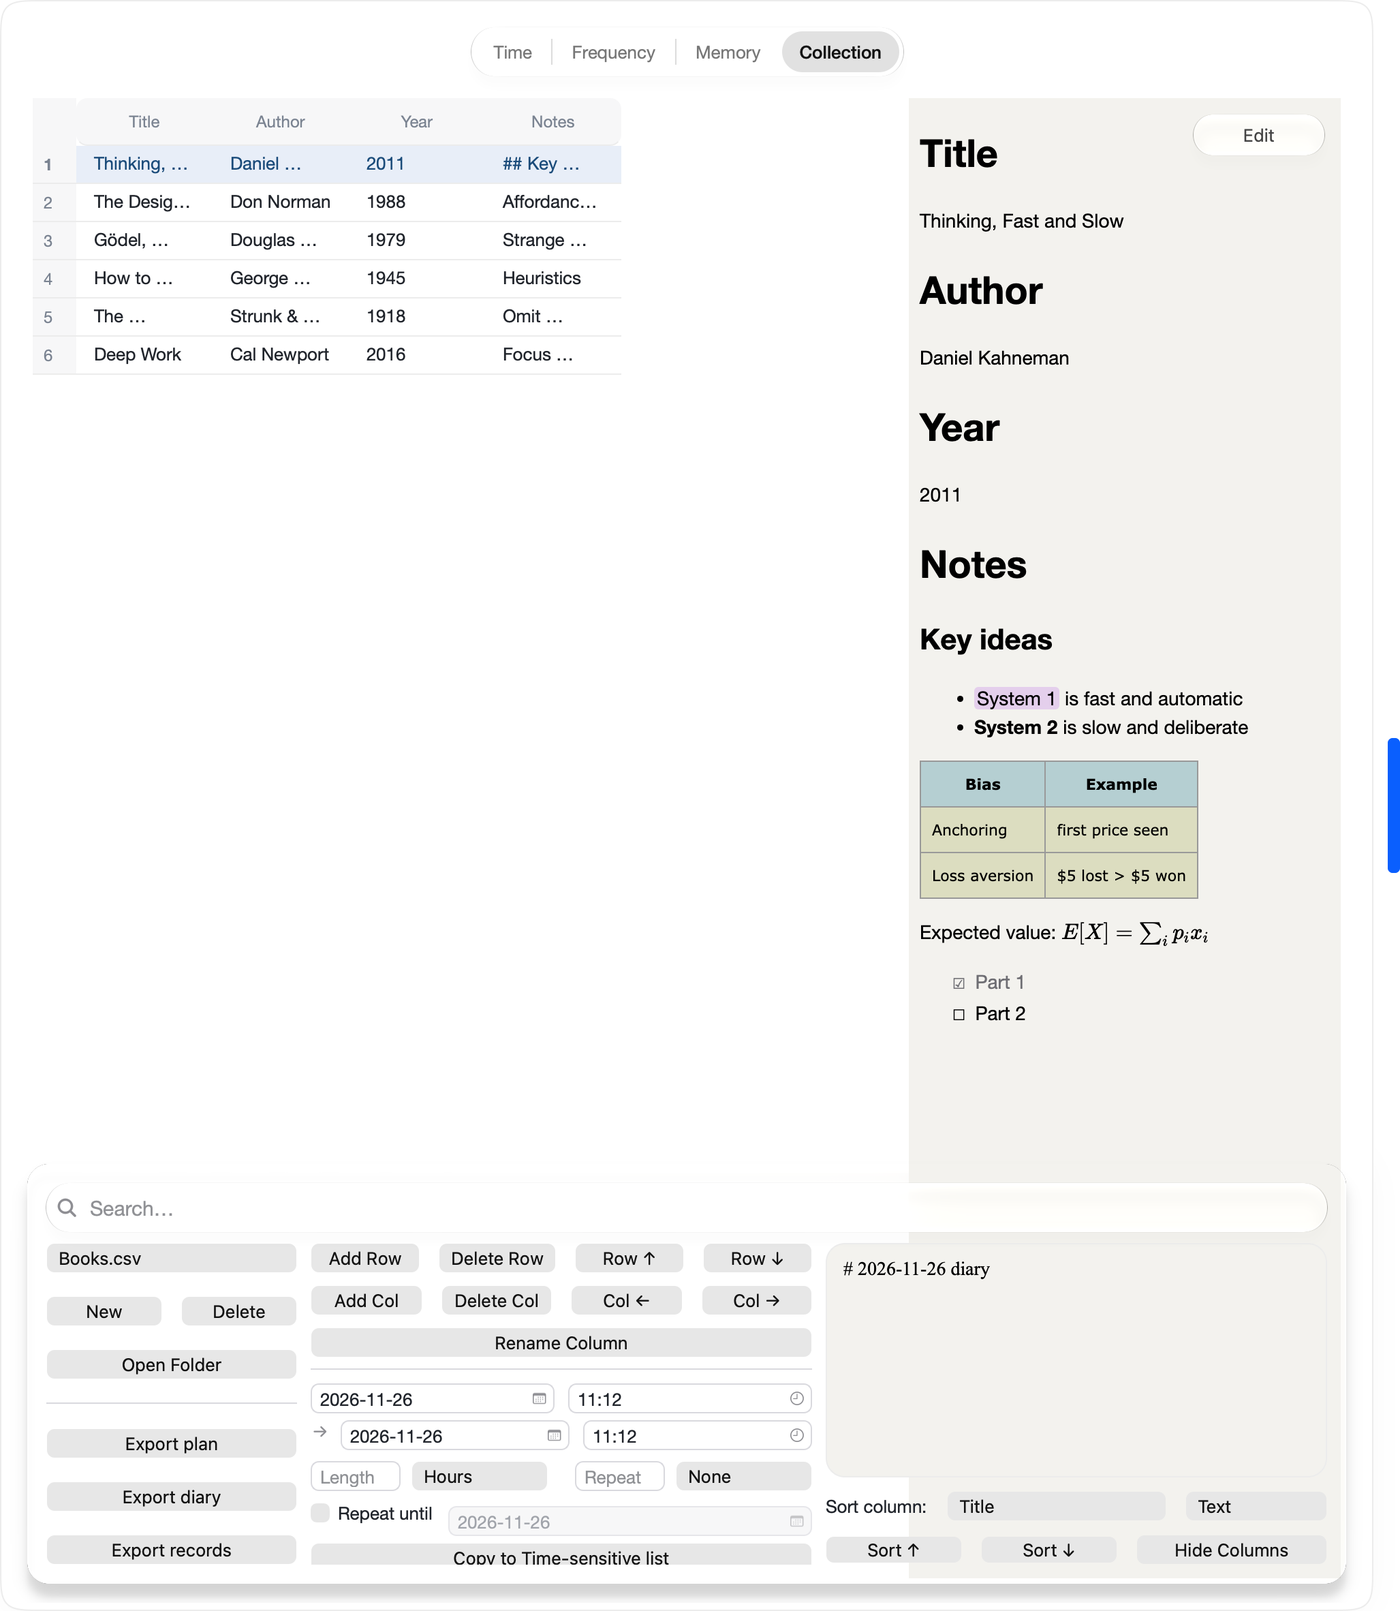 Time Frequency Memory Collection
Title Author Year Notes
1 Thinking, … Daniel … 2011 ## Key …
2 The Desig… Don Norman 1988 Affordanc…
3 Gödel, … Douglas … 1979 Strange …
4 How to … George … 1945 Heuristics
5 The … Strunk & … 1918 Omit …
6 Deep Work Cal Newport 2016 Focus …
Edit
Title
Thinking, Fast and Slow
Author
Daniel Kahneman
Year
2011
Notes
Key ideas
• System 1 is fast and automatic
• System 2 is slow and deliberate
Bias Example
Anchoring first price seen
Loss aversion $5 lost > $5 won
Expected value: E[X] = ∑ᵢ pᵢxᵢ
☑ Part 1
☐ Part 2
Search…
Books.csv
New Delete
Open Folder
Export plan
Export diary
Export records
Add Row Delete Row Row ↑ Row ↓
Add Col Delete Col Col ← Col →
Rename Column
2026-11-26 11:12
→ 2026-11-26 11:12
Length Hours Repeat None
Repeat until 2026-11-26
Copy to Time-sensitive list
# 2026-11-26 diary
Sort column: Title Text
Sort ↑ Sort ↓ Hide Columns